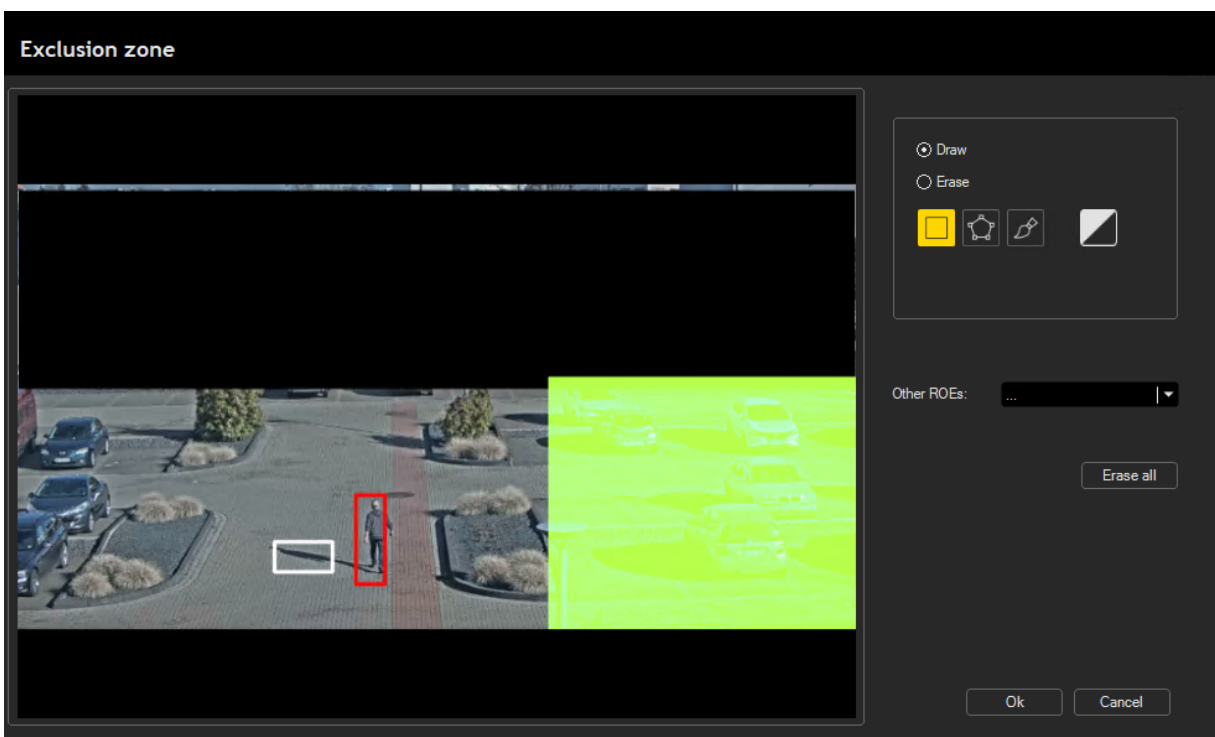 Exclusion zone
Draw
Erase
Other ROEs:
...
Erase all
Ok
Cancel